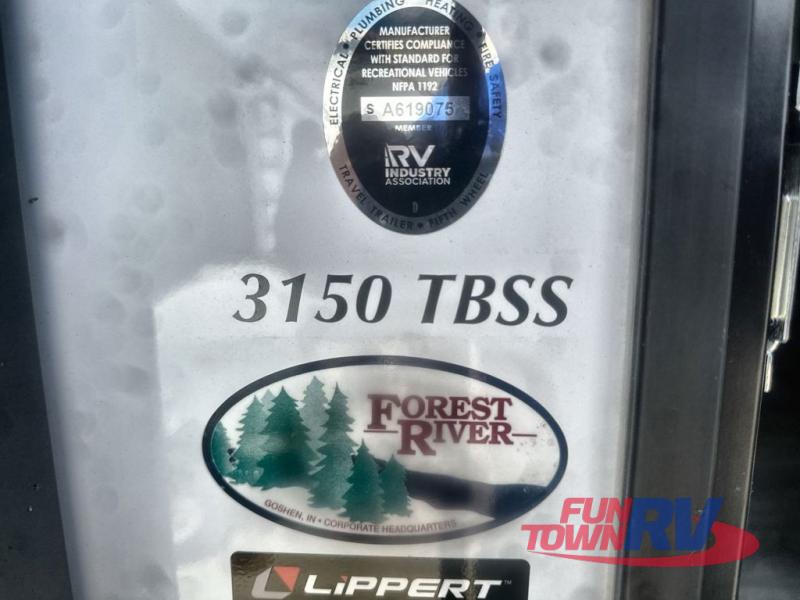 ELECTRICAL • PLUMBING • HEATING • FIRE SAFETY
MANUFACTURER
CERTIFIES COMPLIANCE
WITH STANDARD FOR
RECREATIONAL VEHICLES
NFPA 1192
S A619075
MEMBER
RV
INDUSTRY
ASSOCIATION
D
TRAVEL TRAILER • FIFTH WHEEL
3150 TBSS
FOREST
RIVER
GOSHEN, IN • CORPORATE HEADQUARTERS
FUN
TOWN RV
LIPPERT™